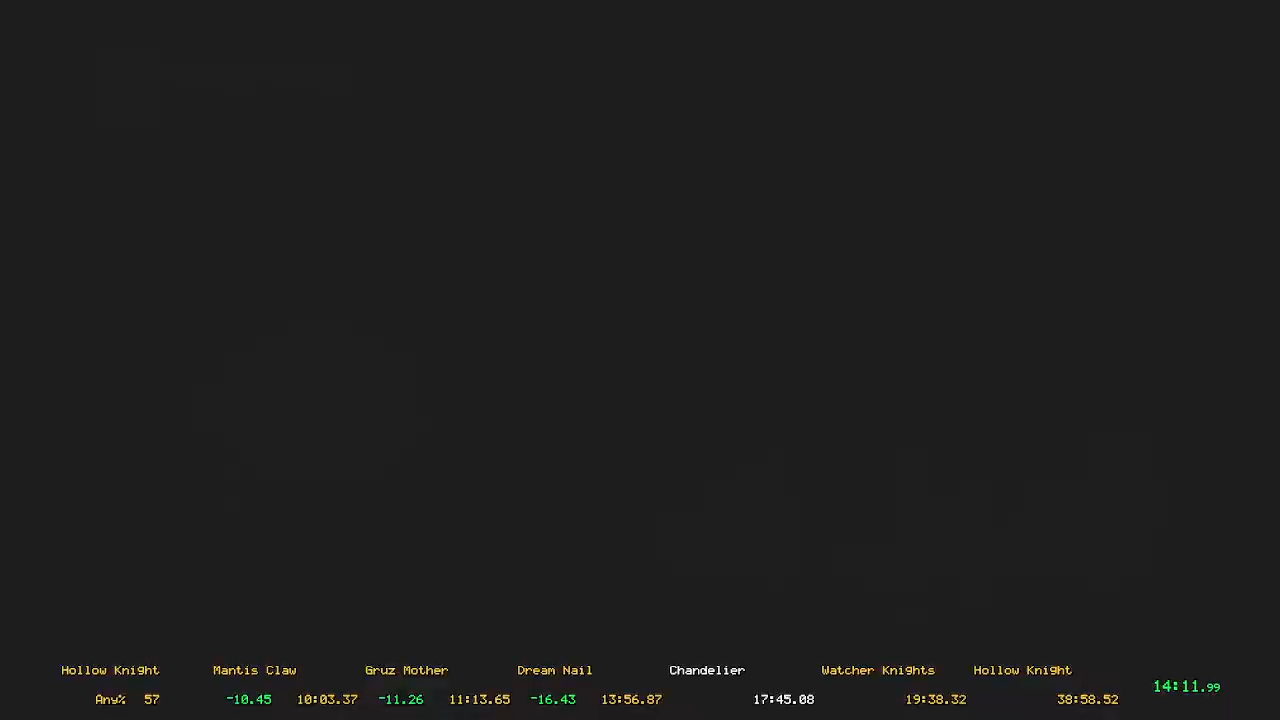 Hollow Knight Mantis Claw Gruz Mother Dream Nail Chandelier Watcher Knights Hollow Knight
14:11.99
Any% 57 -10.45 10:03.37 -11.26 11:13.65 -16.43 13:56.87 17:45.08 19:38.32 38:58.52